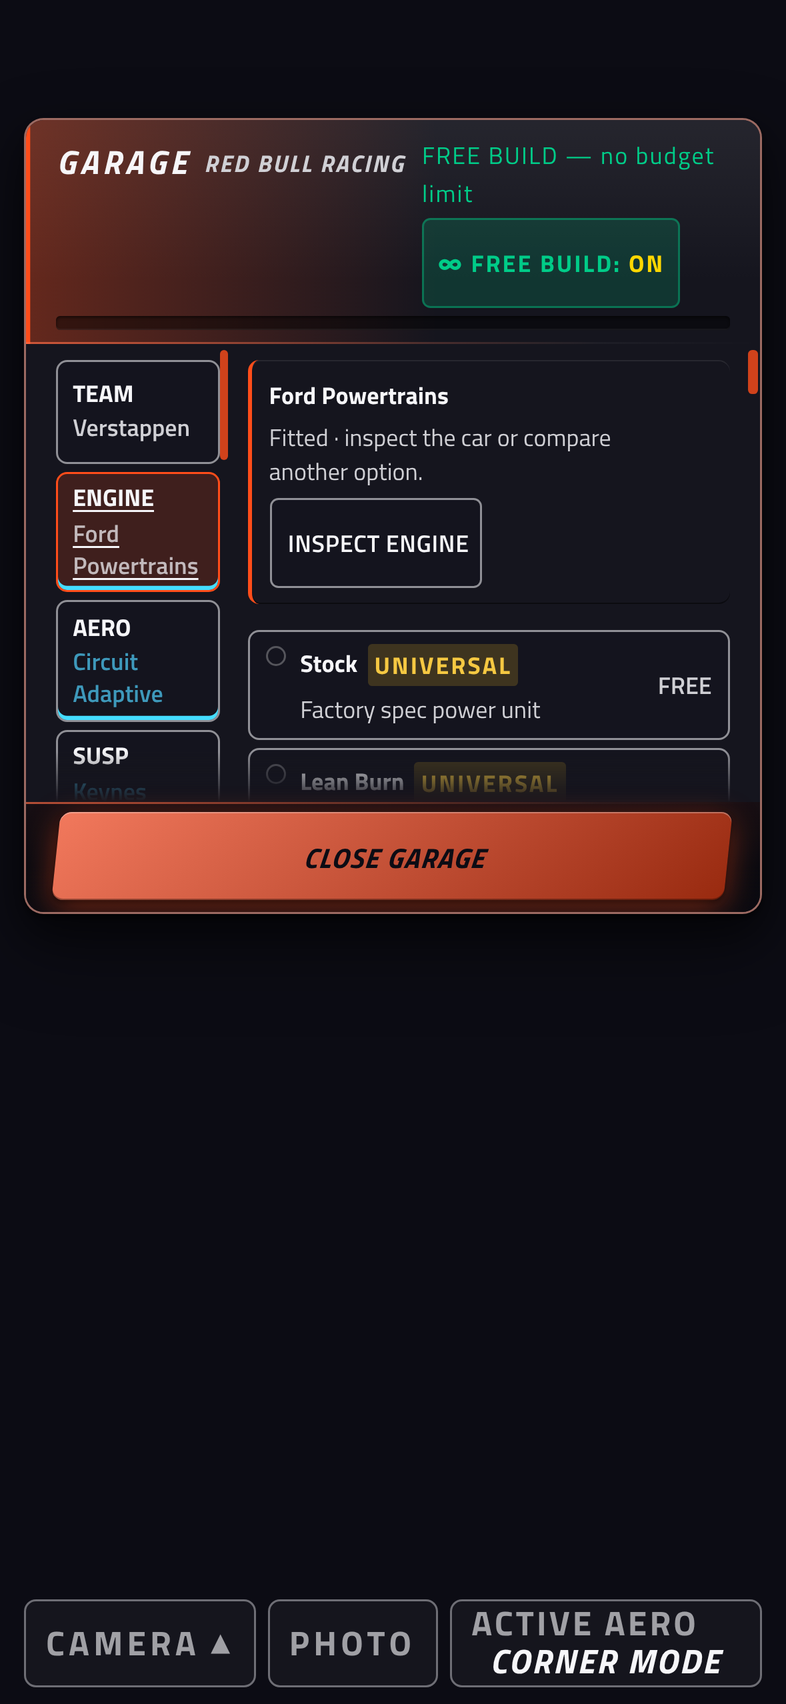 GARAGE RED BULL RACING
FREE BUILD — no budget
limit
∞ FREE BUILD: ON
TEAM
Verstappen
ENGINE
Ford
Powertrains
AERO
Circuit
Adaptive
SUSP
Keynes
Ford Powertrains
Fitted · inspect the car or compare
another option.
INSPECT ENGINE
Stock UNIVERSAL
Factory spec power unit
FREE
Lean Burn UNIVERSAL
CLOSE GARAGE
CAMERA ▲
PHOTO
ACTIVE AERO
CORNER MODE